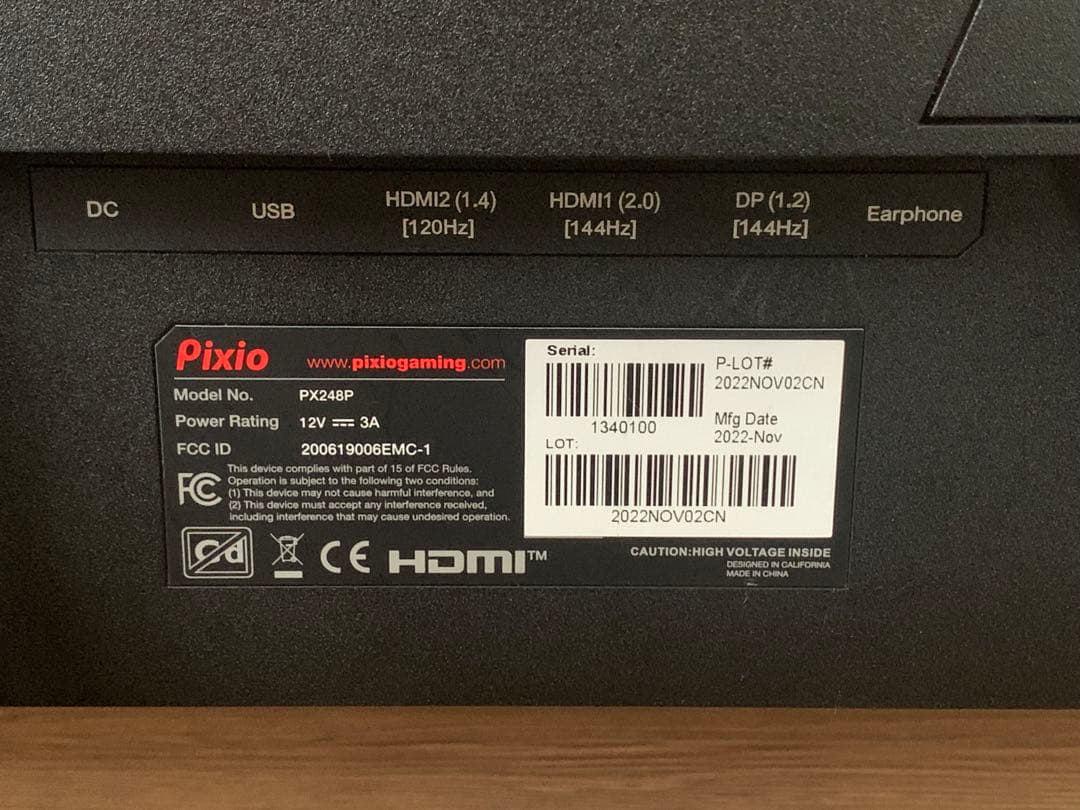 DC
USB
HDMI2 (1.4)
[120Hz]
HDMI1 (2.0)
[144Hz]
DP (1.2)
[144Hz]
Earphone
Pixio
www.pixiogaming.com
Model No. PX248P
Power Rating 12V ⎓ 3A
FCC ID 200619006EMC-1
FC
This device complies with part of 15 of FCC Rules.
Operation is subject to the following two conditions:
(1) This device may not cause harmful interference, and
(2) This device must accept any interference received,
including interference that may cause undesired operation.
Pb
CE
HDMI™
Serial:
1340100
LOT:
2022NOV02CN
P-LOT#
2022NOV02CN
Mfg Date
2022-Nov
CAUTION:HIGH VOLTAGE INSIDE
DESIGNED IN CALIFORNIA
MADE IN CHINA